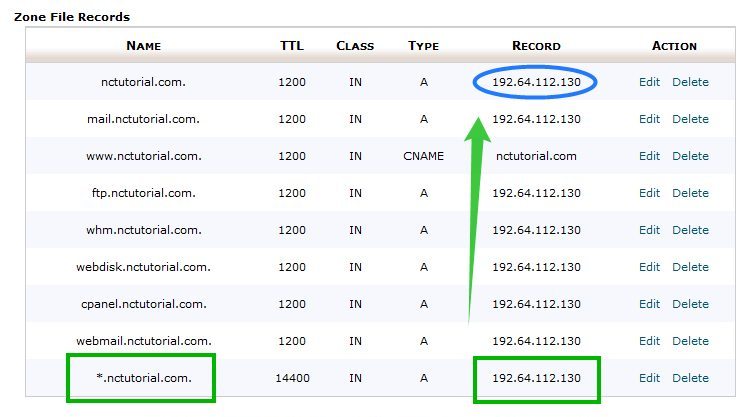 Zone File Records
NAME TTL CLASS TYPE RECORD ACTION
nctutorial.com. 1200 IN A 192.64.112.130 Edit Delete
mail.nctutorial.com. 1200 IN A 192.64.112.130 Edit Delete
www.nctutorial.com. 1200 IN CNAME nctutorial.com Edit Delete
ftp.nctutorial.com. 1200 IN A 192.64.112.130 Edit Delete
whm.nctutorial.com. 1200 IN A 192.64.112.130 Edit Delete
webdisk.nctutorial.com. 1200 IN A 192.64.112.130 Edit Delete
cpanel.nctutorial.com. 1200 IN A 192.64.112.130 Edit Delete
webmail.nctutorial.com. 1200 IN A 192.64.112.130 Edit Delete
*.nctutorial.com. 14400 IN A 192.64.112.130 Edit Delete